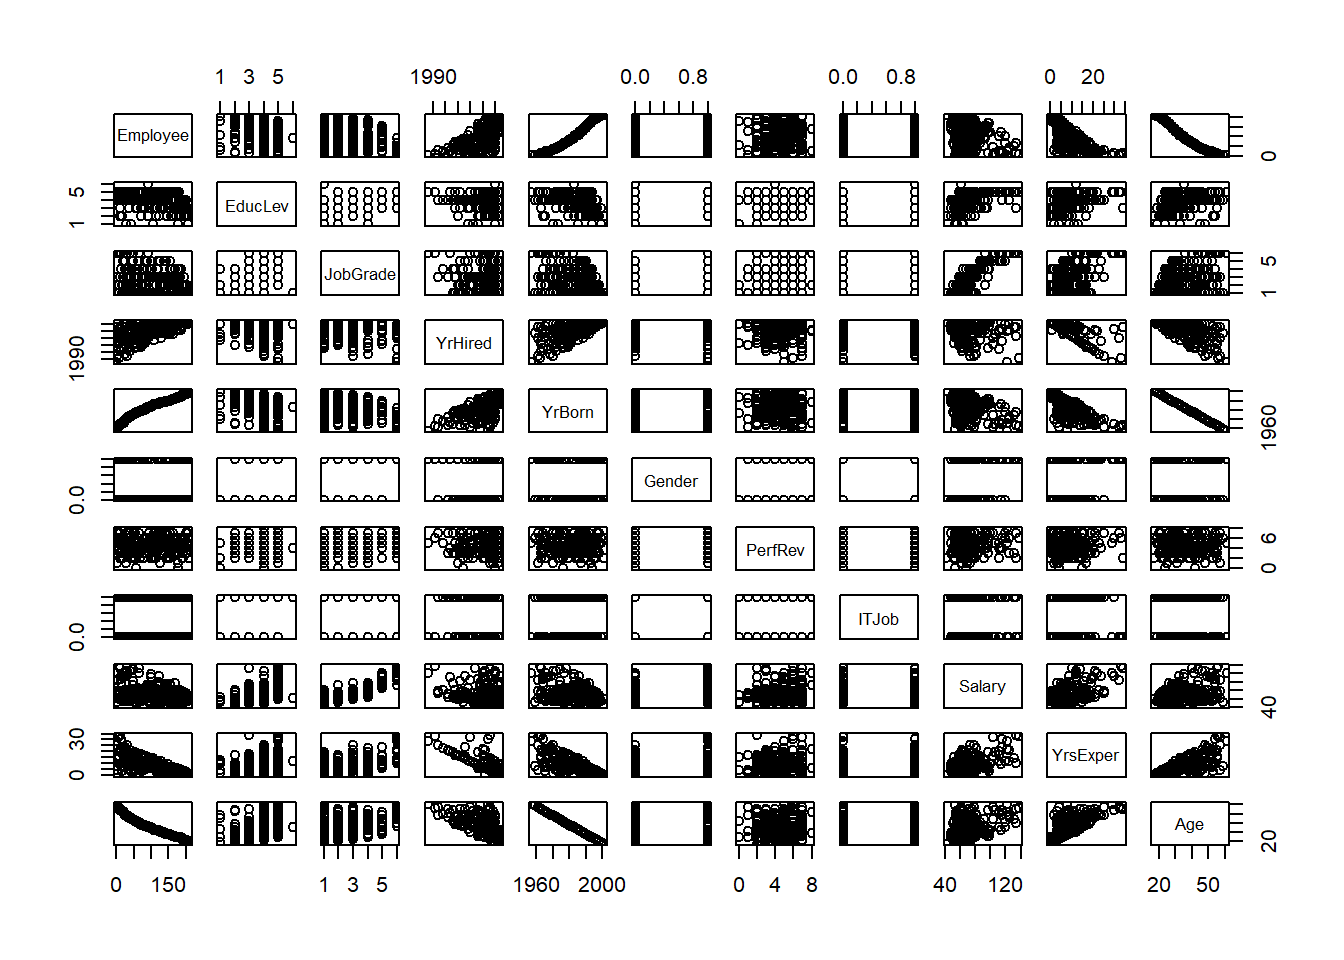 1 3 5 1990 0.0 0.8 0.0 0.8 0 20
Employee 0
1 5 EducLev
JobGrade 1 5
1990 YrHired
YrBorn 1960
0.0 Gender
PerfRev 0 6
0.0 ITJob
Salary 40
0 30 YrsExper
Age 20
0 150 1 3 5 1960 2000 0 4 8 40 120 20 50